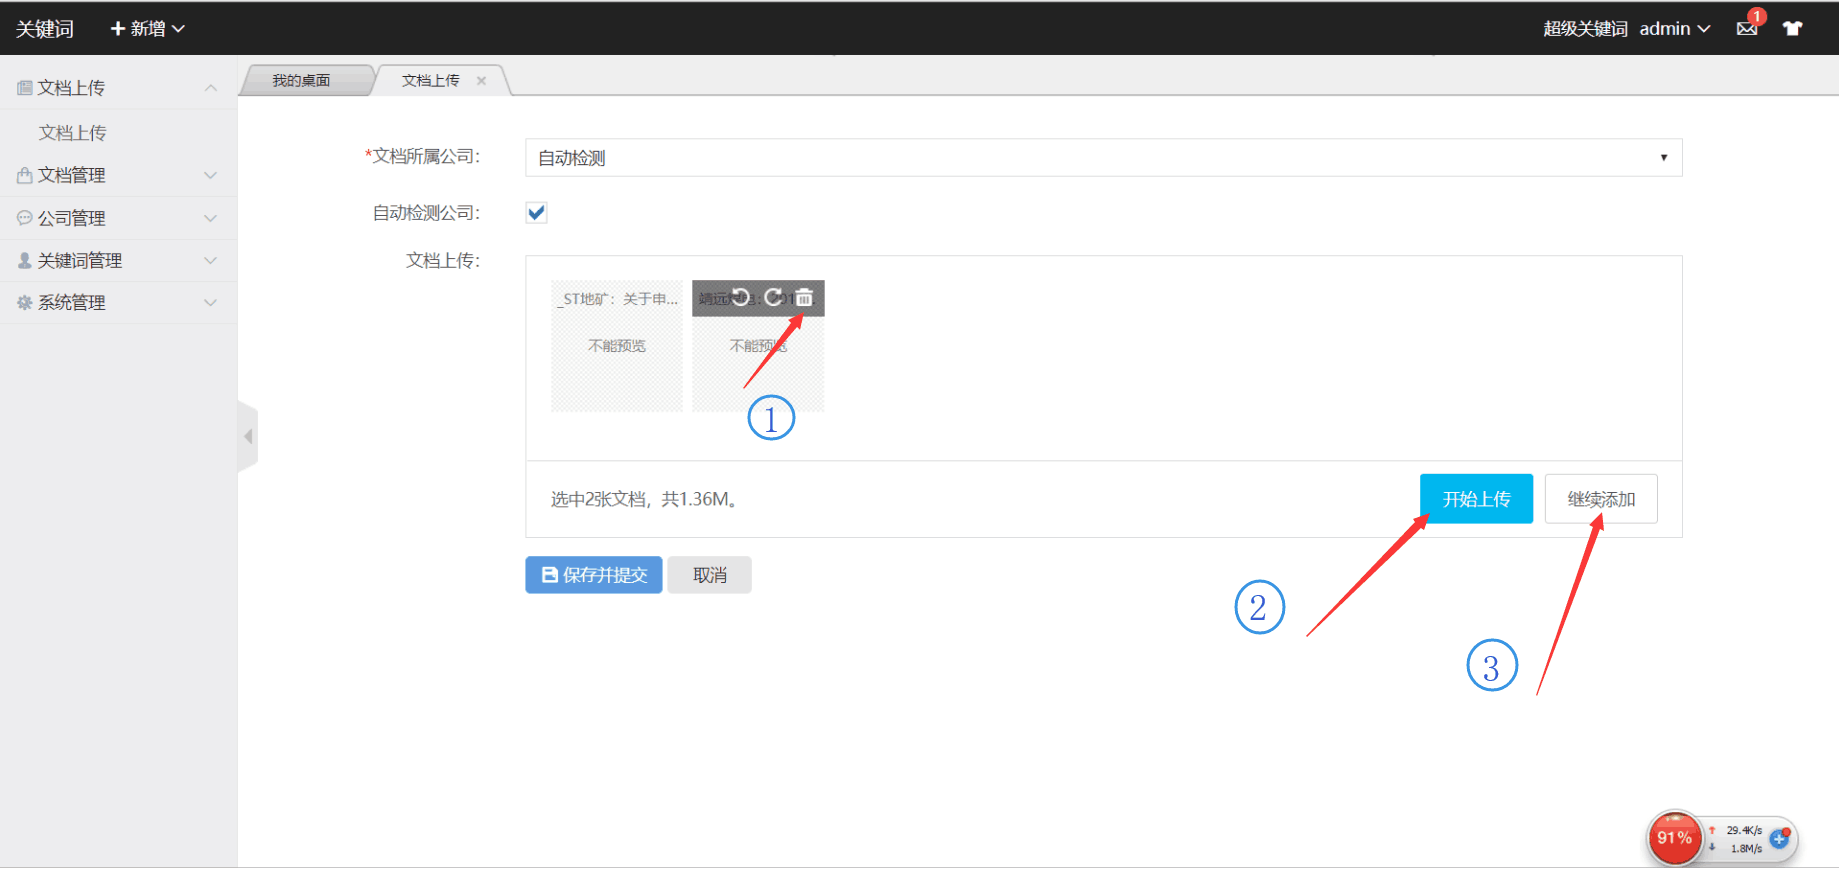 关键词
新增
超级关键词 admin
1
文档上传
文档上传
文档管理
公司管理
关键词管理
系统管理
我的桌面
文档上传
*文档所属公司：
自动检测
自动检测公司：
文档上传：
_ST地矿：关于申...
不能预览
不能预览
①
选中2张文档，共1.36M。
开始上传
继续添加
保存并提交
取消
②
③
91%
29.4K/s
1.8M/s